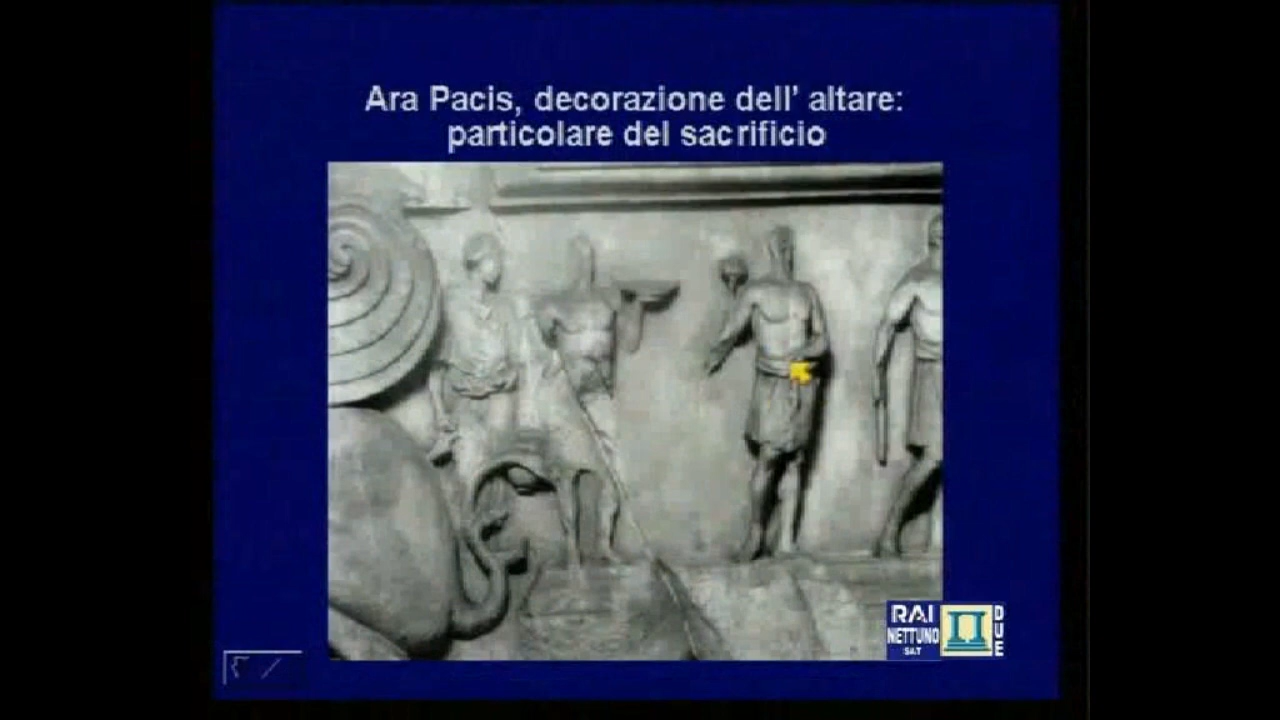 Ara Pacis, decorazione dell' altare:
particolare del sacrificio
RAI
NETTUNO
SAT
DUE